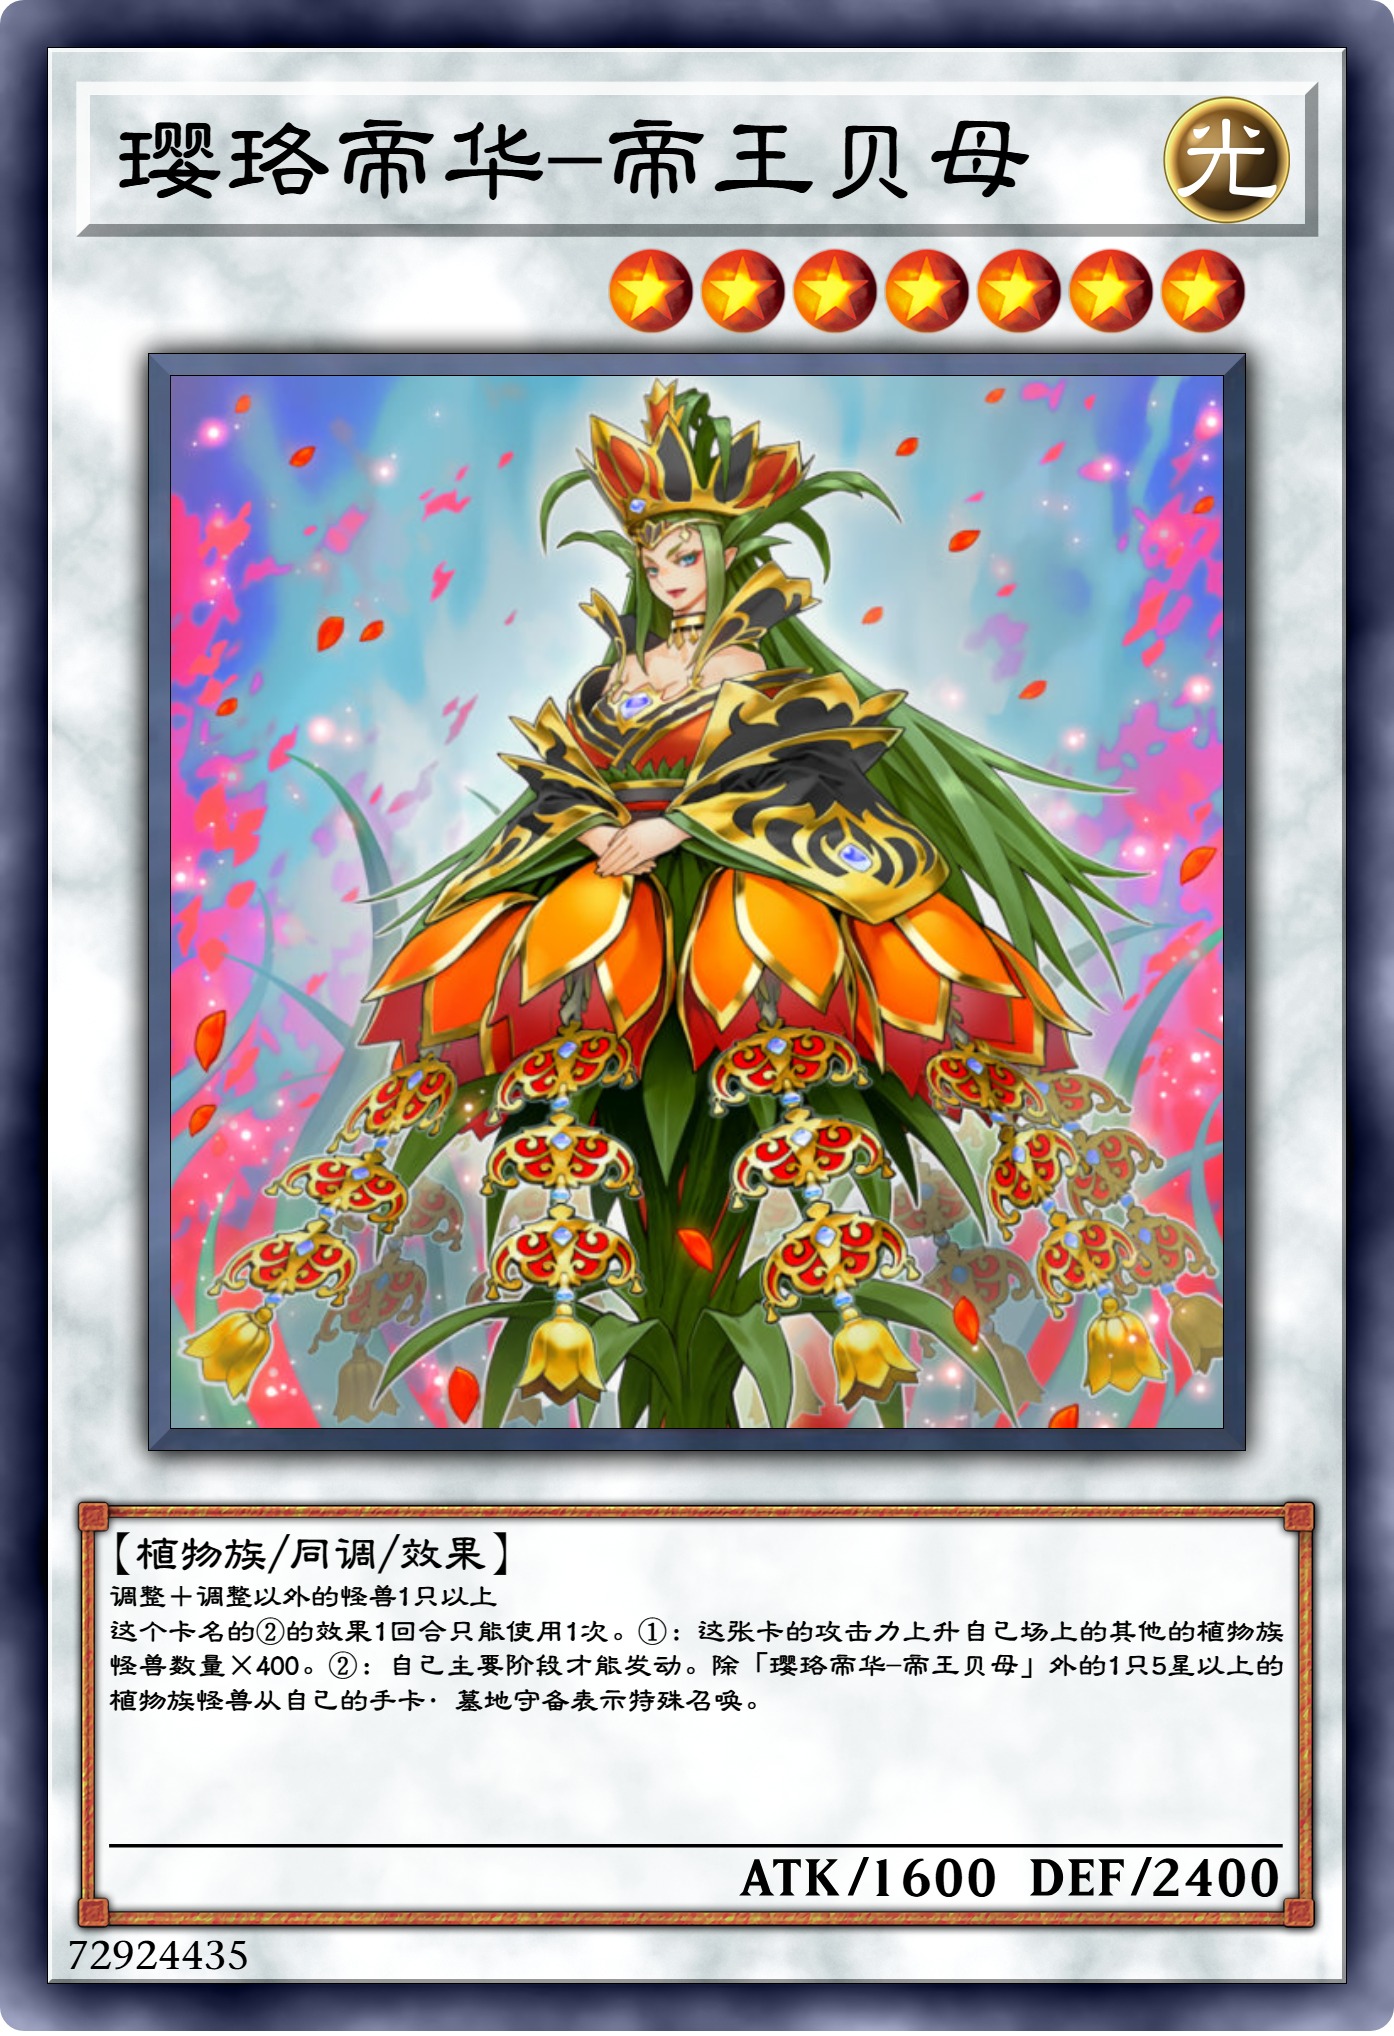 璎珞帝华-帝王贝母
光
【植物族/同调/效果】
调整＋调整以外的怪兽1只以上
这个卡名的②的效果1回合只能使用1次。①：这张卡的攻击力上升自己场上的其他的植物族
怪兽数量×400。②：自己主要阶段才能发动。除「璎珞帝华-帝王贝母」外的1只5星以上的
植物族怪兽从自己的手卡·墓地守备表示特殊召唤。
ATK/1600 DEF/2400
72924435